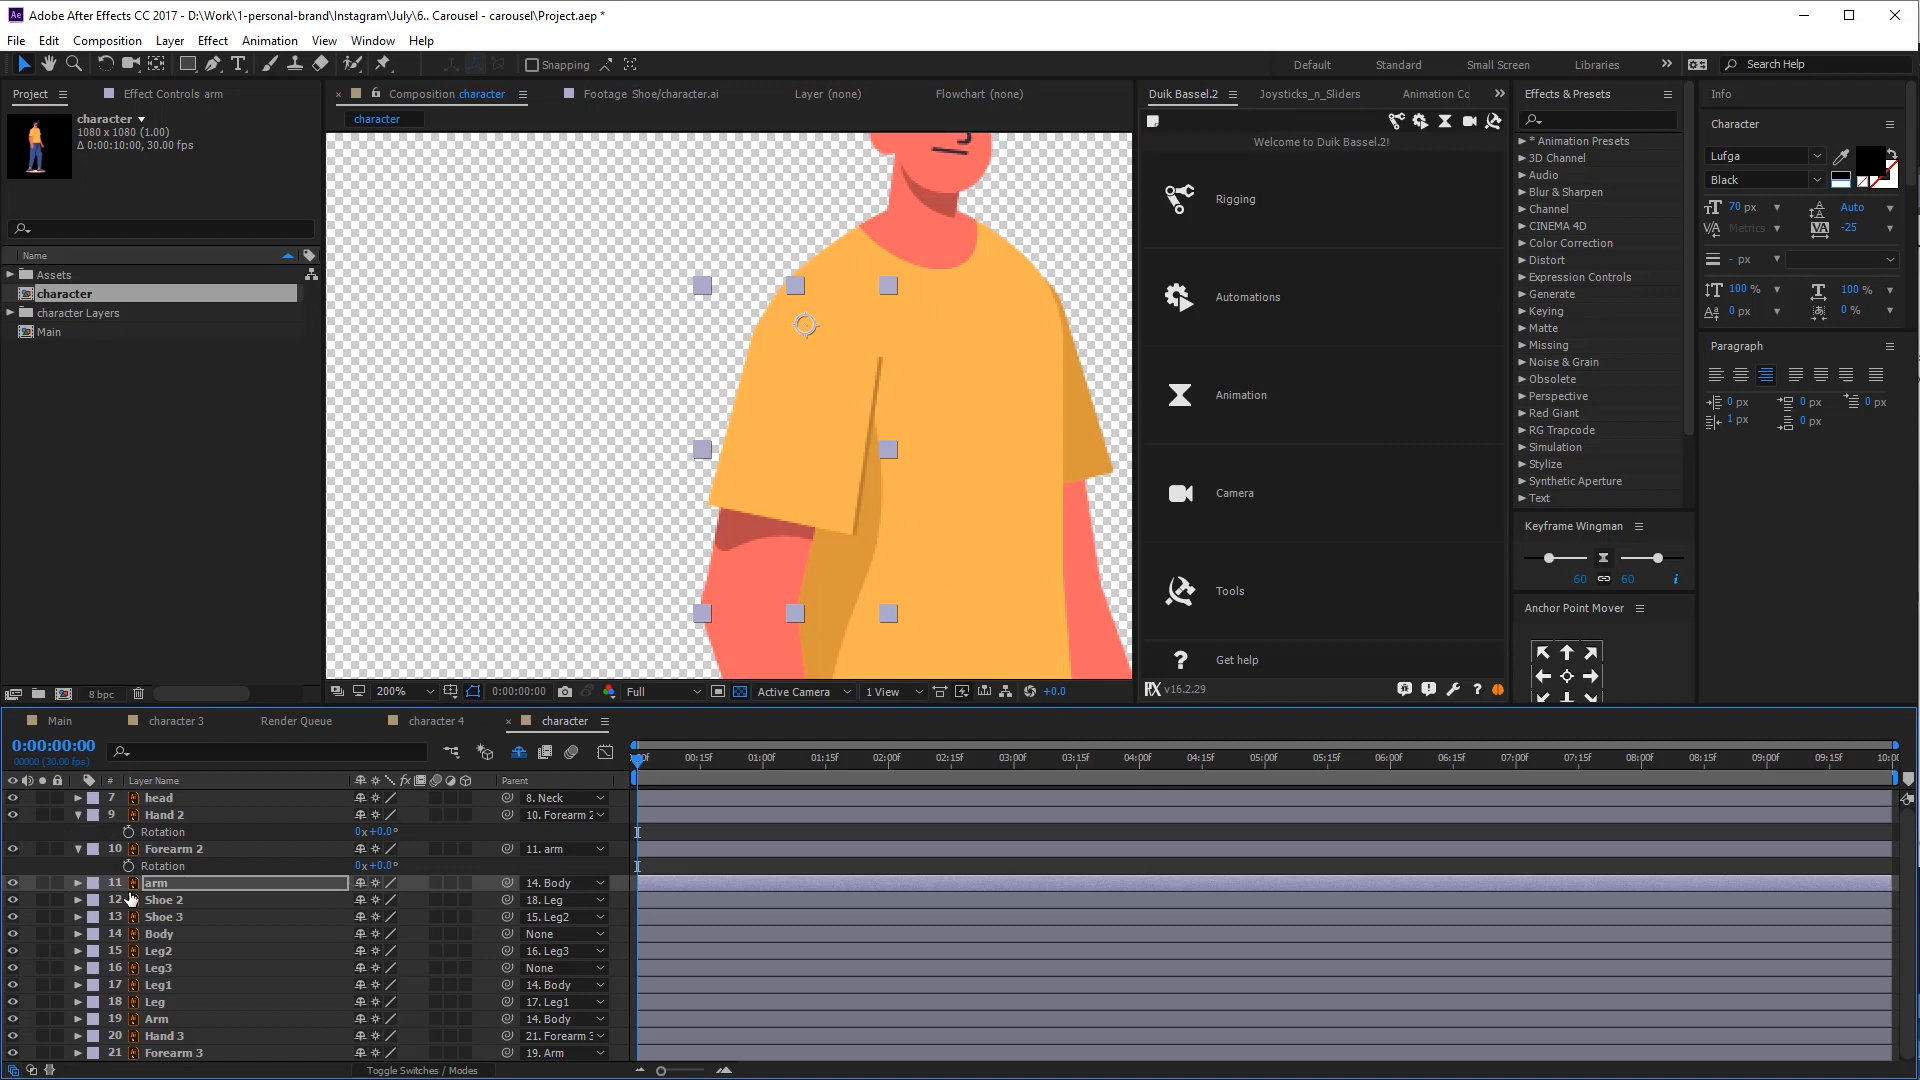 Adobe After Effects CC 2017 - D:\Work\1-personal-brand\Instagram\July\6.. Carousel - carousel\Project.aep *
File Edit Composition Layer Effect Animation View Window Help
Snapping Default Standard Small Screen Libraries Search Help
Project Effect Controls arm
character
1080 x 1080 (1.00)
Δ 0:00:10:00, 30.00 fps
Name
Assets
character
character Layers
Main
8 bpc
Composition character Footage Shoe/character.ai Layer (none) Flowchart (none)
character
200% 0:00:00:00 Full Active Camera 1 View +0.0
Duik Bassel.2 Joysticks_n_Sliders Animation Co
Welcome to Duik Bassel.2!
Rigging
Automations
Animation
Camera
Tools
Get help
v16.2.29
Effects & Presets
* Animation Presets
3D Channel
Audio
Blur & Sharpen
Channel
CINEMA 4D
Color Correction
Distort
Expression Controls
Generate
Keying
Matte
Missing
Noise & Grain
Obsolete
Perspective
Red Giant
RG Trapcode
Simulation
Stylize
Synthetic Aperture
Text
Keyframe Wingman
60 60
Anchor Point Mover
Info
Character
Lufga
Black
70 px Auto
Metrics -25
- px
100 % 100 %
0 px 0 %
Paragraph
0 px 0 px 0 px
1 px 0 px
Main character 3 Render Queue character 4 character
0:00:00:00
00000 (30.00 fps)
00:15f 01:00f 01:15f 02:00f 02:15f 03:00f 03:15f 04:00f 04:15f 05:00f 05:15f 06:00f 06:15f 07:00f 07:15f 08:00f 08:15f 09:00f 09:15f 10:00
# Layer Name Parent
7 head 8. Neck
9 Hand 2 10. Forearm 2
Rotation 0x+0.0°
10 Forearm 2 11. arm
Rotation 0x+0.0°
11 arm 14. Body
12 Shoe 2 18. Leg
13 Shoe 3 15. Leg2
14 Body None
15 Leg2 16. Leg3
16 Leg3 None
17 Leg1 14. Body
18 Leg 17. Leg1
19 Arm 14. Body
20 Hand 3 21. Forearm 3
21 Forearm 3 19. Arm
Toggle Switches / Modes